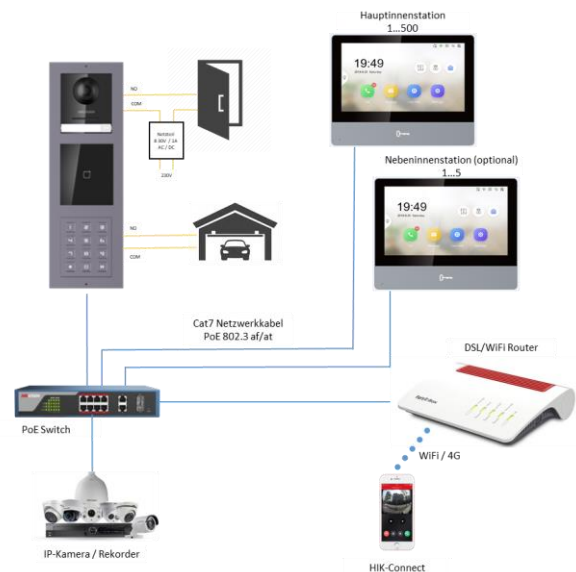 Hauptinnenstation
1...500
19:49
NO
COM
Netzteil
230V
Nebeninnenstation (optional)
1...5
19:49
NO
COM
Cat7 Netzwerkkabel
PoE 802.3 af/at
DSL/WiFi Router
PoE Switch
WiFi / 4G
IP-Kamera / Rekorder
HIK-Connect